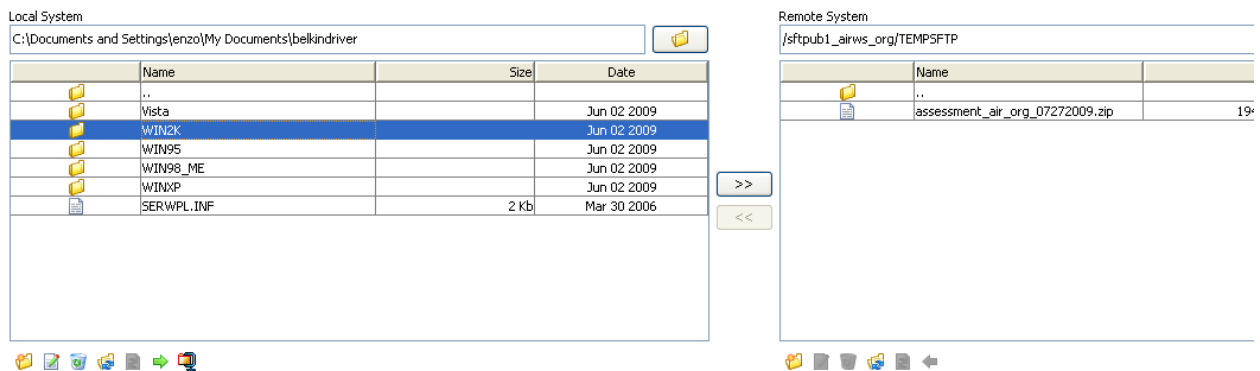 Local System
C:\Documents and Settings\enzo\My Documents\belkindriver
Name Size Date
..
Vista Jun 02 2009
WIN2K Jun 02 2009
WIN95 Jun 02 2009
WIN98_ME Jun 02 2009
WINXP Jun 02 2009
SERWPL.INF 2 Kb Mar 30 2006
>>
<<
Remote System
/sftpub1_airws_org/TEMPSFTP
Name
..
assessment_air_org_07272009.zip 194